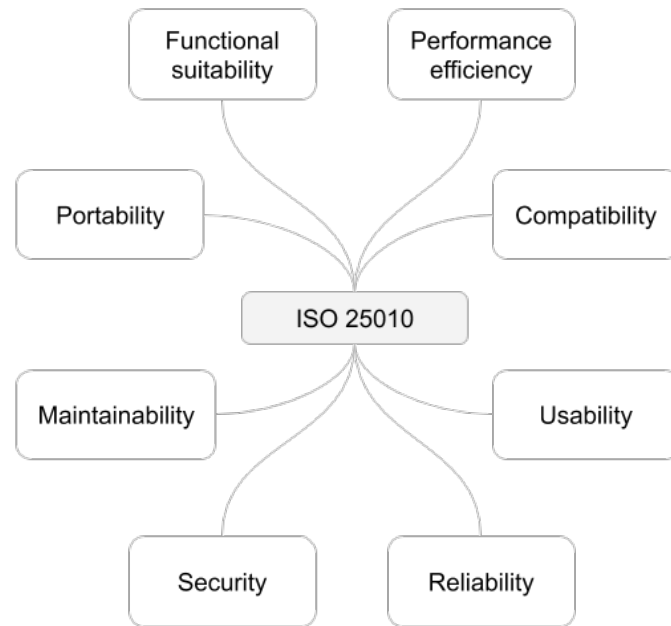 Functional
suitability
Performance
efficiency
Portability
Compatibility
ISO 25010
Maintainability
Usability
Security
Reliability